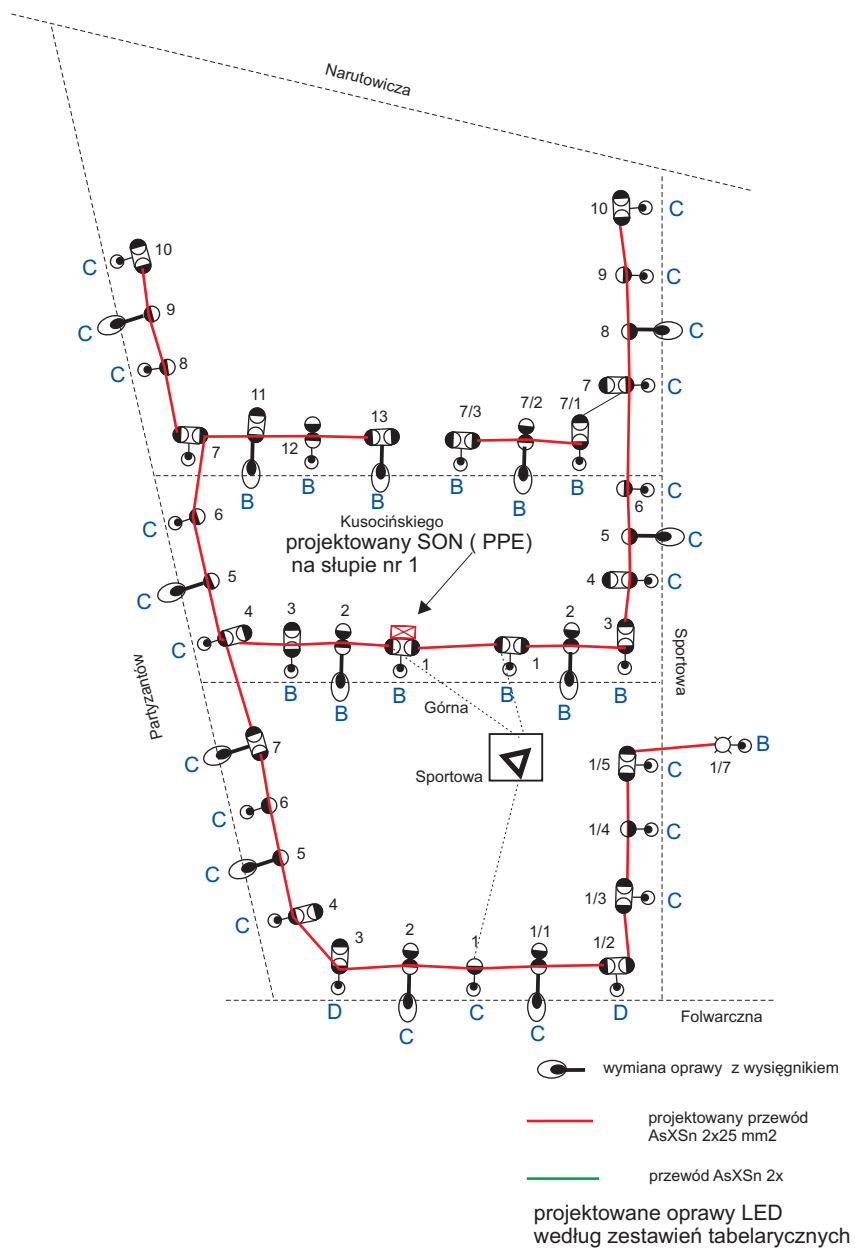 Narutowicza
10
C
10
C
9
C
9
C
8
C
8
C
7
C
11
13
7/3
7/2
7/1
12
7
B
B
B
B
B
B
6
C
6
C
Kusocińskiego
projektowany SON ( PPE)
na słupie nr 1
5
C
5
C
4
C
4
C
3
2
1
1
2
3
B
B
B
B
B
B
Górna
Partyzantów
Sportowa
7
C
Sportowa
1/5
C
1/7
B
6
C
1/4
C
5
C
1/3
C
4
C
3
2
1
1/1
1/2
D
C
C
C
D
Folwarczna
wymiana oprawy z wysięgnikiem
projektowany przewód
AsXSn 2x25 mm2
przewód AsXSn 2x
projektowane oprawy LED
według zestawień tabelarycznych